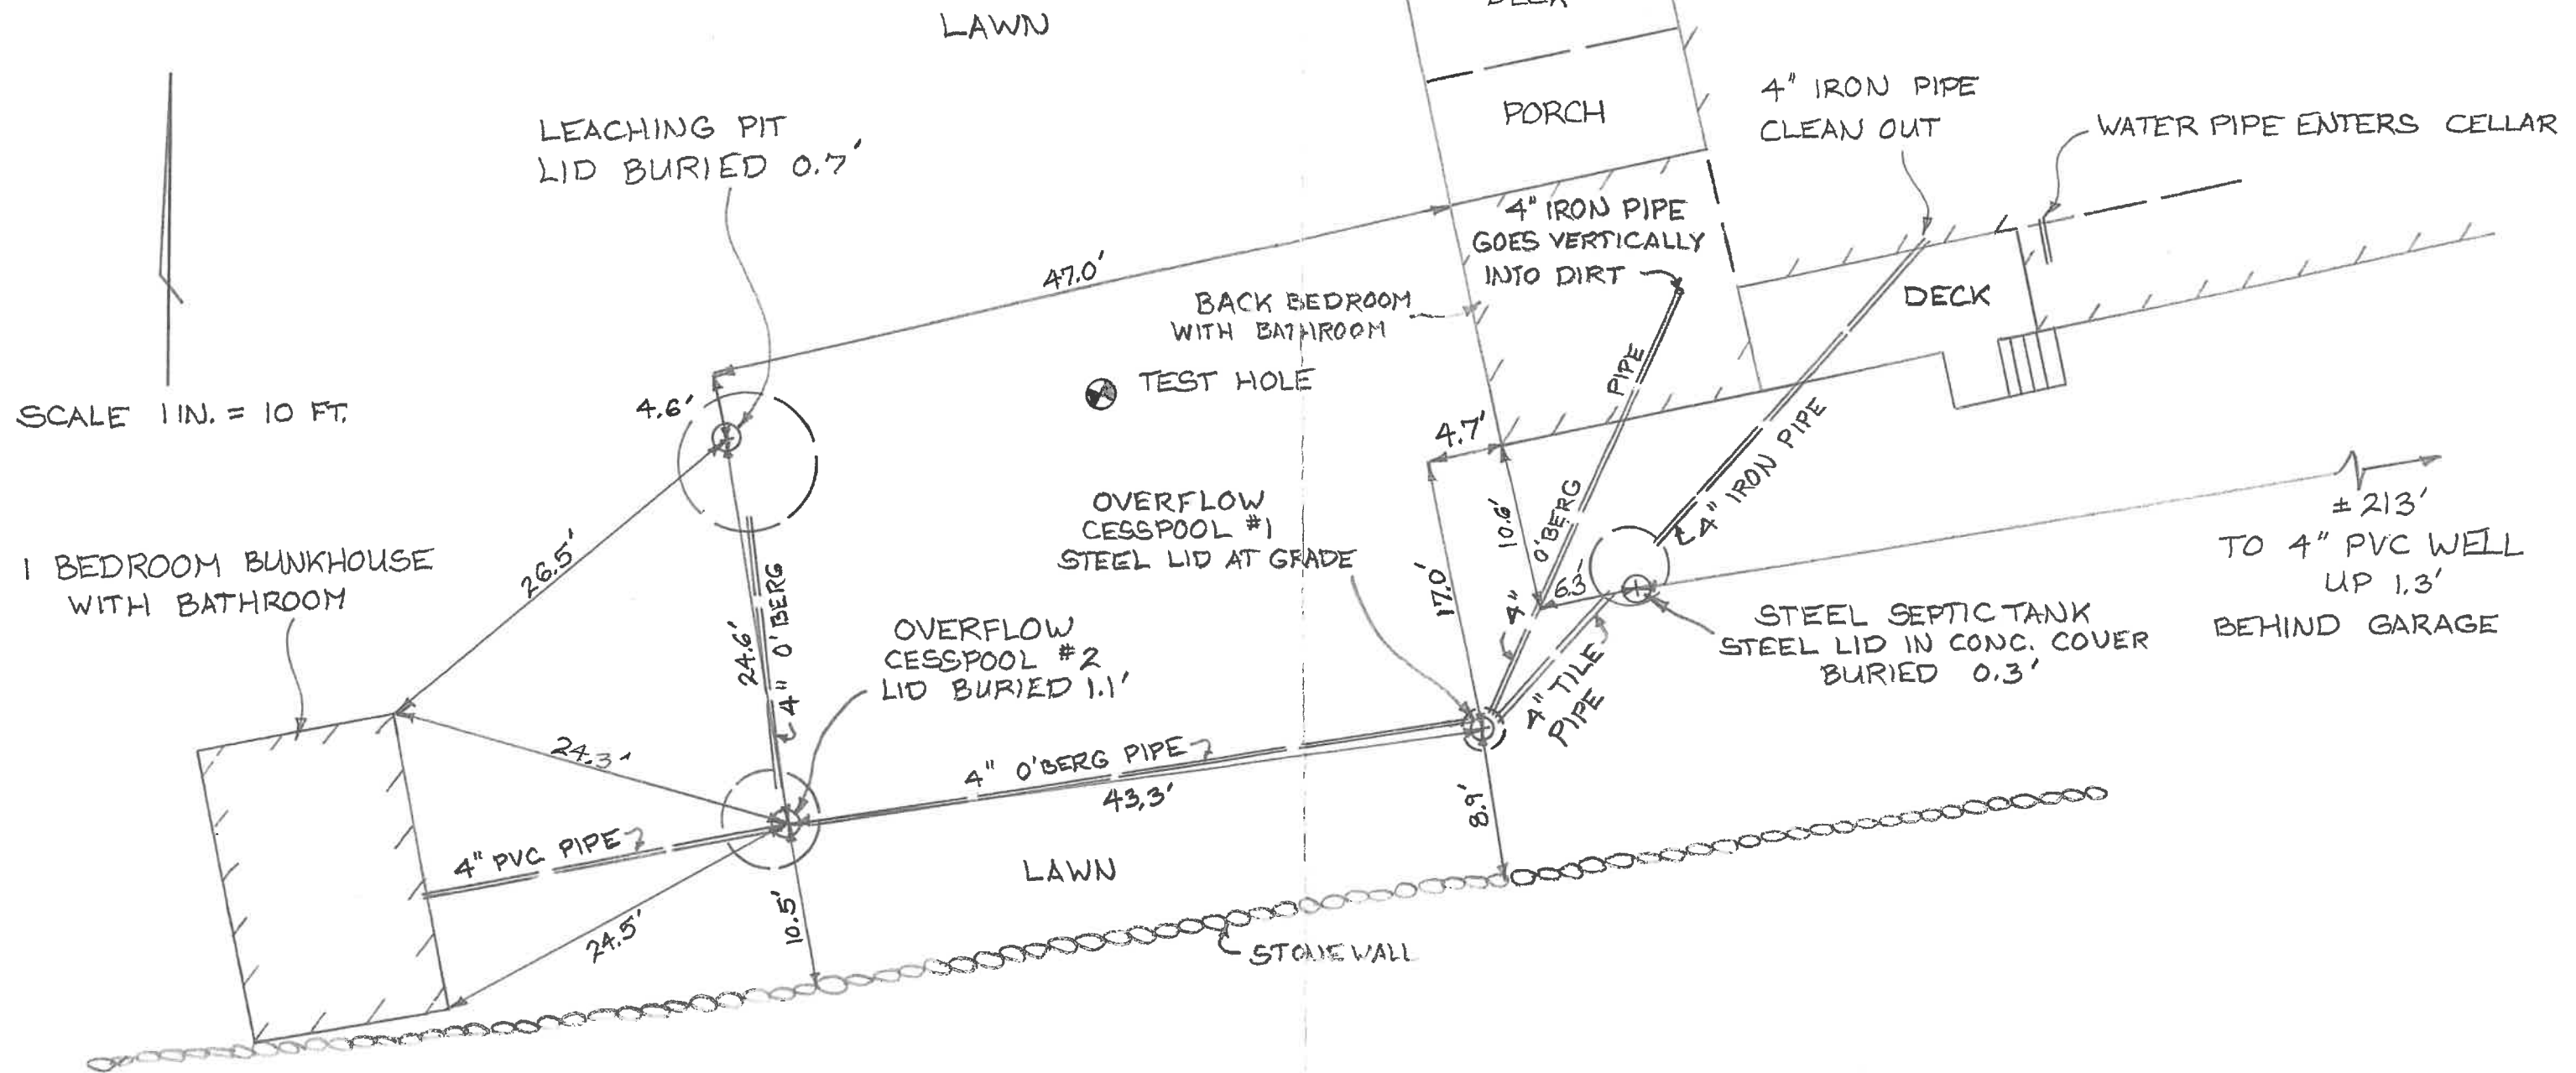 DECK
LAWN
PORCH
4" IRON PIPE
CLEAN OUT
WATER PIPE ENTERS CELLAR
LEACHING PIT
LID BURIED 0.7'
4" IRON PIPE
GOES VERTICALLY
INTO DIRT
47.0'
BACK BEDROOM
WITH BATHROOM
DECK
TEST HOLE
SCALE 1 IN. = 10 FT.
4.6'
4.7'
O'BERG PIPE
4"
4" IRON PIPE
10.6'
17.0'
6.3'
OVERFLOW
CESSPOOL #1
STEEL LID AT GRADE
± 213'
TO 4" PVC WELL
UP 1.3'
BEHIND GARAGE
1 BEDROOM BUNKHOUSE
WITH BATHROOM
26.5'
24.6'
4" O'BERG
OVERFLOW
CESSPOOL #2
LID BURIED 1.1'
STEEL SEPTIC TANK
STEEL LID IN CONC. COVER
BURIED 0.3'
4" TILE
PIPE
24.3'
4" O'BERG PIPE
43.3'
8.9'
4" PVC PIPE
LAWN
10.5'
24.5'
STONE WALL